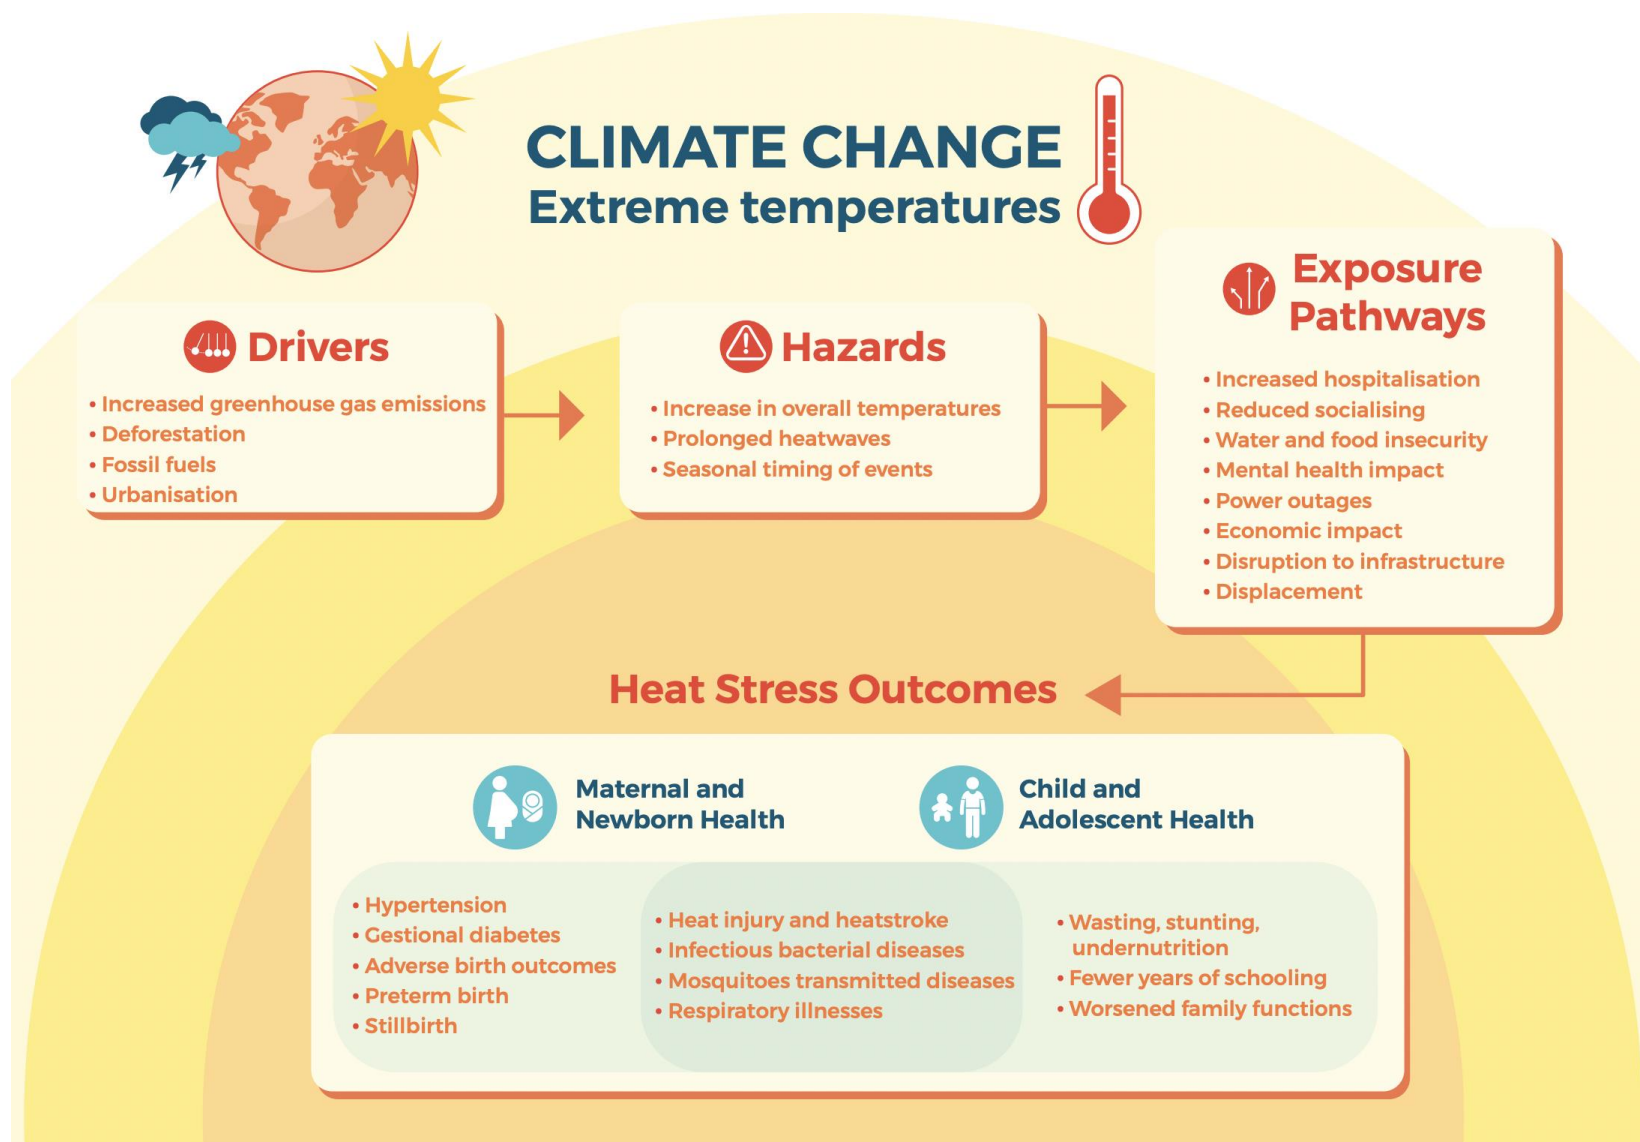 CLIMATE CHANGE
Extreme temperatures
Drivers
• Increased greenhouse gas emissions
• Deforestation
• Fossil fuels
• Urbanisation
Hazards
• Increase in overall temperatures
• Prolonged heatwaves
• Seasonal timing of events
Exposure
Pathways
• Increased hospitalisation
• Reduced socialising
• Water and food insecurity
• Mental health impact
• Power outages
• Economic impact
• Disruption to infrastructure
• Displacement
Heat Stress Outcomes
Maternal and
Newborn Health
Child and
Adolescent Health
• Hypertension
• Gestional diabetes
• Adverse birth outcomes
• Preterm birth
• Stillbirth
• Heat injury and heatstroke
• Infectious bacterial diseases
• Mosquitoes transmitted diseases
• Respiratory illnesses
• Wasting, stunting,
undernutrition
• Fewer years of schooling
• Worsened family functions